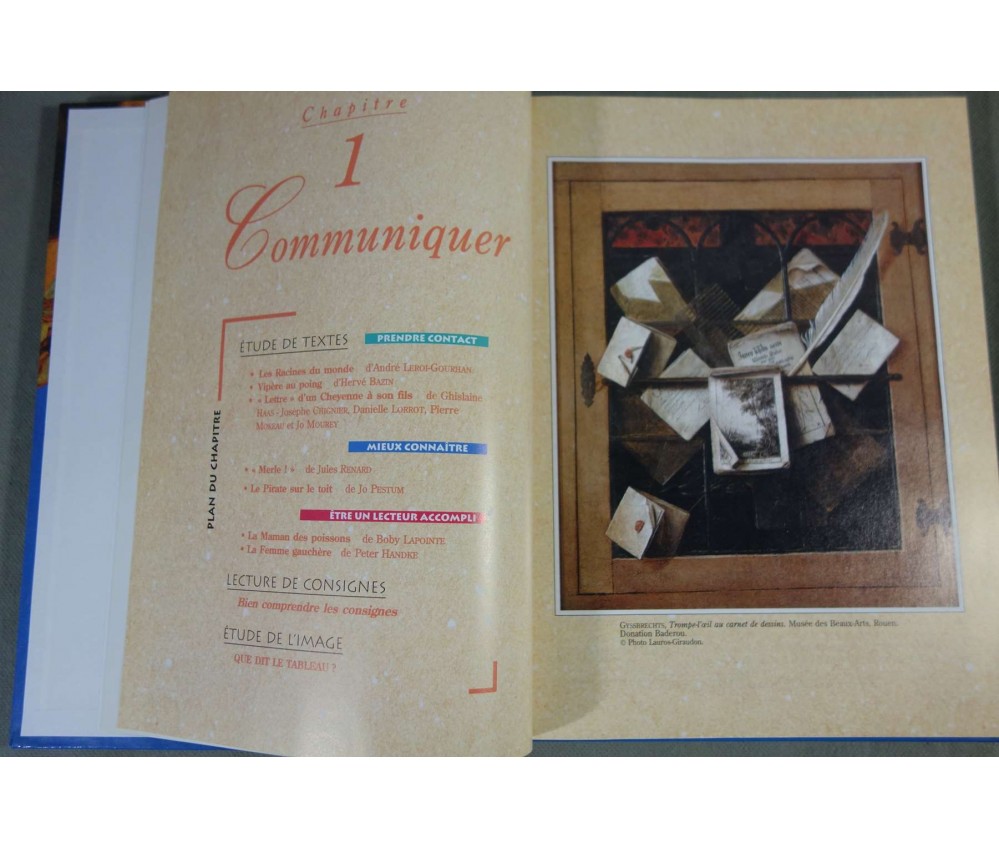 Chapitre
1
Communiquer
PLAN DU CHAPITRE
ÉTUDE DE TEXTES
PRENDRE CONTACT
• Les Racines du monde d'André LEROI-GOURHAN
• Vipère au poing d'Hervé BAZIN
• « Lettre » d'un Cheyenne à son fils de Ghislaine
HAAS - Josèphe CHIGNIER, Danielle LORROT, Pierre
MOREAU et Jo MOUREY
MIEUX CONNAÎTRE
• « Merle ! » de Jules RENARD
• Le Pirate sur le toit de Jo PESTUM
ÊTRE UN LECTEUR ACCOMPLI
• La Maman des poissons de Boby LAPOINTE
• La Femme gauchère de Peter HANDKE
LECTURE DE CONSIGNES
Bien comprendre les consignes
ÉTUDE DE L'IMAGE
QUE DIT LE TABLEAU ?
GYSBRECHTS, Trompe-l'œil au carnet de dessins. Musée des Beaux-Arts, Rouen.
Donation Baderou.
© Photo Lauros-Giraudon.